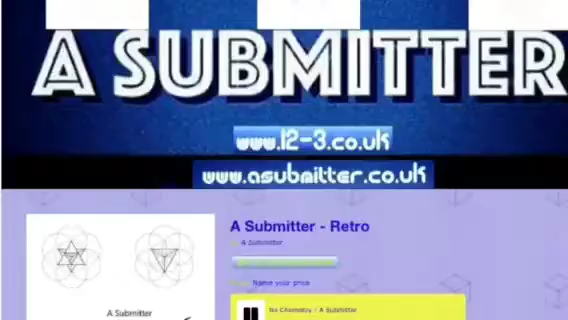 A SUBMITTER
www.12-3.co.uk
www.asubmitter.co.uk
A Submitter - Retro
A Submitter
Name your price
A Submitter
No Chemistry / A Submitter